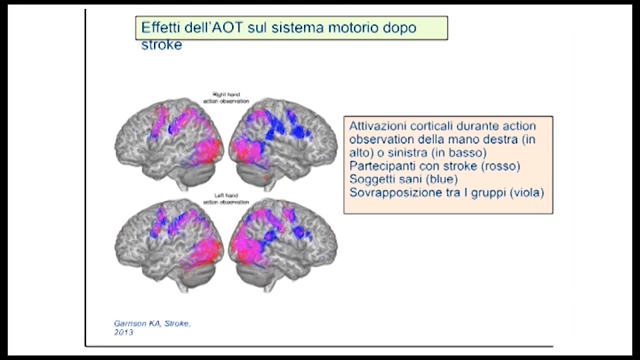 Effetti dell'AOT sul sistema motorio dopo
stroke
Right hand
action observation
Attivazioni corticali durante action
observation della mano destra (in
alto) o sinistra (in basso)
Partecipanti con stroke (rosso)
Soggetti sani (blue)
Sovrapposizione tra I gruppi (viola)
Left hand
action observation
Garrison KA, Stroke,
2013